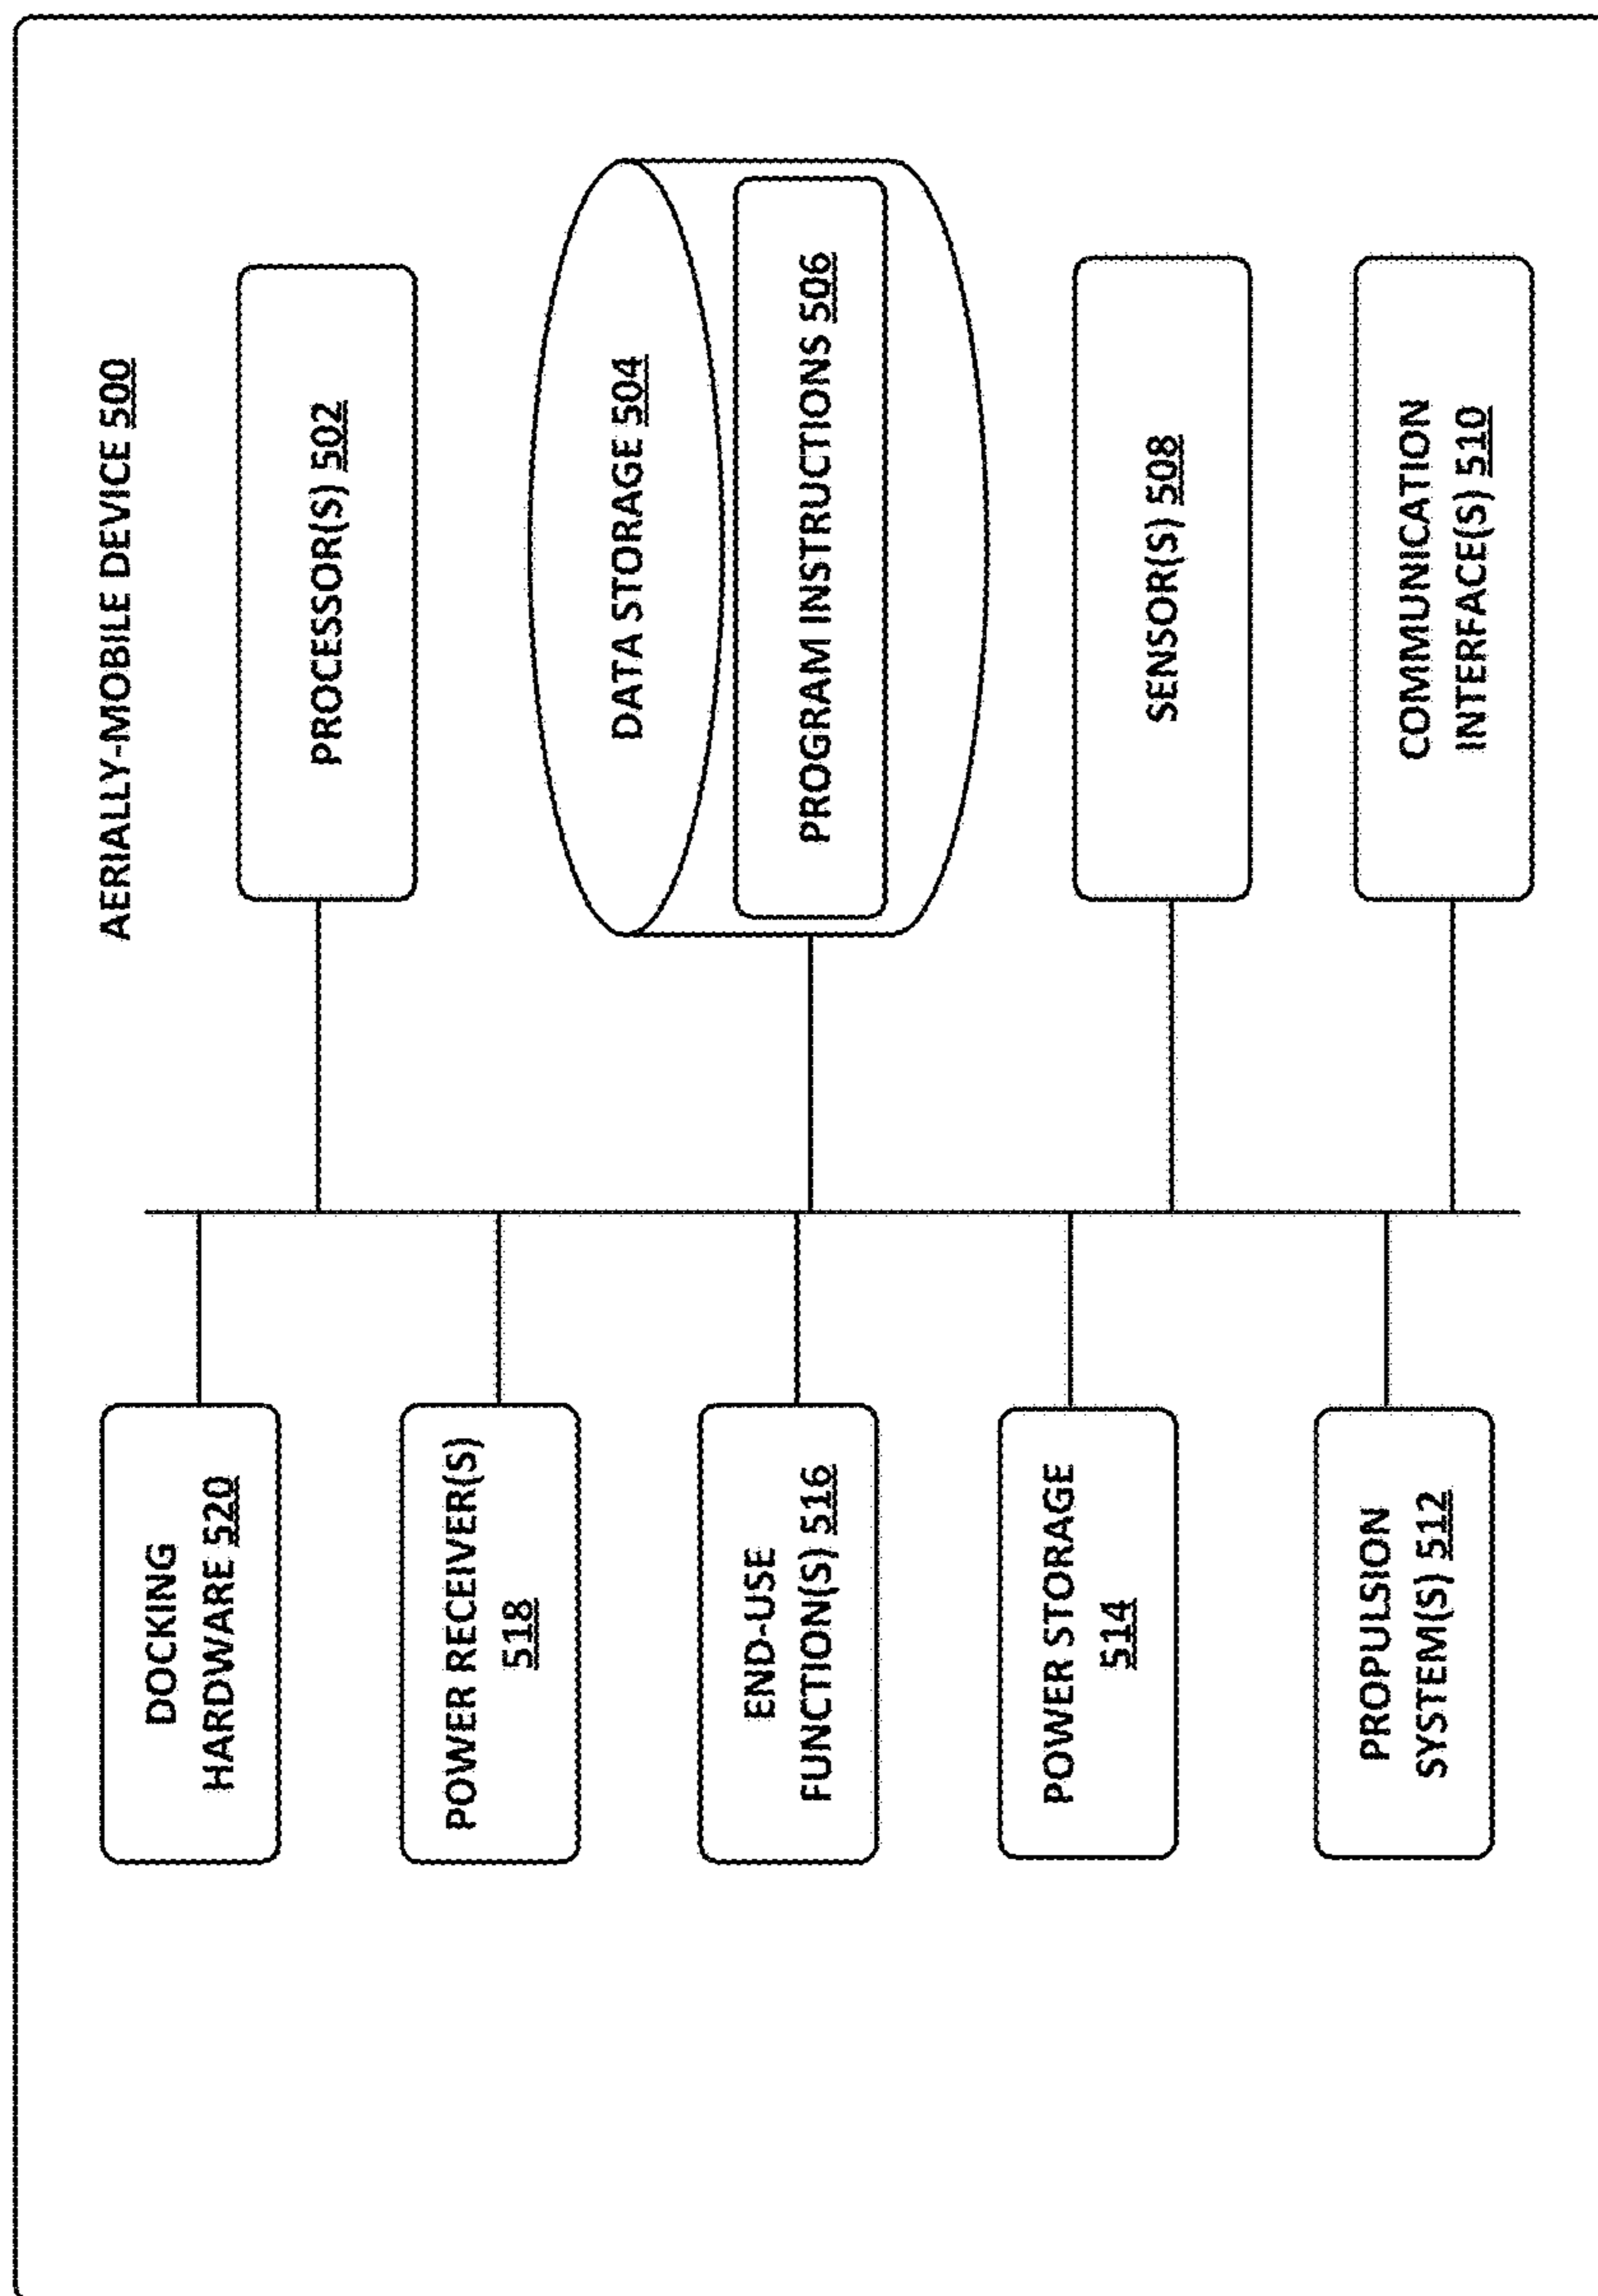 AERIALLY-MOBILE DEVICE 500
PROCESSOR(S) 502
DATA STORAGE 504
PROGRAM INSTRUCTIONS 506
SENSOR(S) 508
COMMUNICATION
INTERFACE(S) 510
DOCKING
HARDWARE 520
POWER RECEIVER(S)
518
END-USE
FUNCTION(S) 516
POWER STORAGE
514
PROPULSION
SYSTEM(S) 512